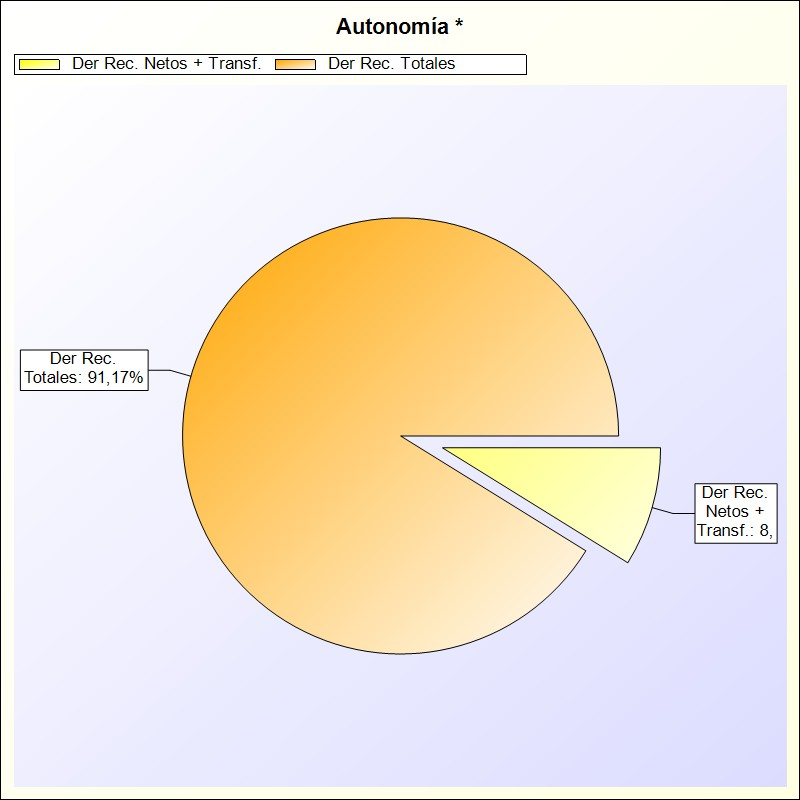 Autonomía *
Der Rec. Netos + Transf. Der Rec. Totales
Der Rec.
Totales: 91,17%
Der Rec.
Netos +
Transf.: 8,